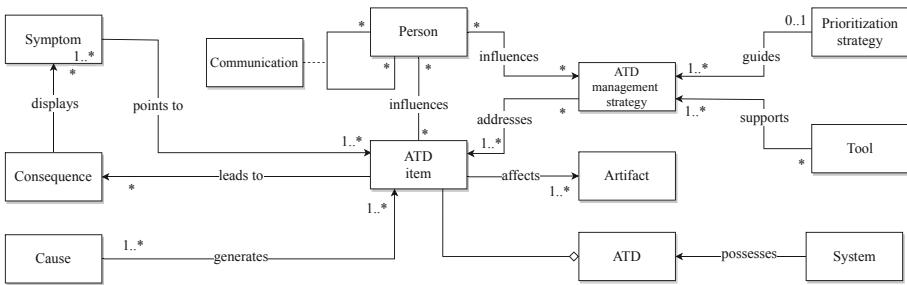 Symptom
1..*
*
displays
points to
Consequence
*
leads to
1..*
Cause
1..*
generates
1..*
Communication
*
Person
*
*
*
influences
*
influences
*
ATD
management
strategy
*
addresses
1..*
ATD
item
affects
1..*
Artifact
0..1
Prioritization
strategy
guides
1..*
1..*
supports
*
Tool
ATD
possesses
System